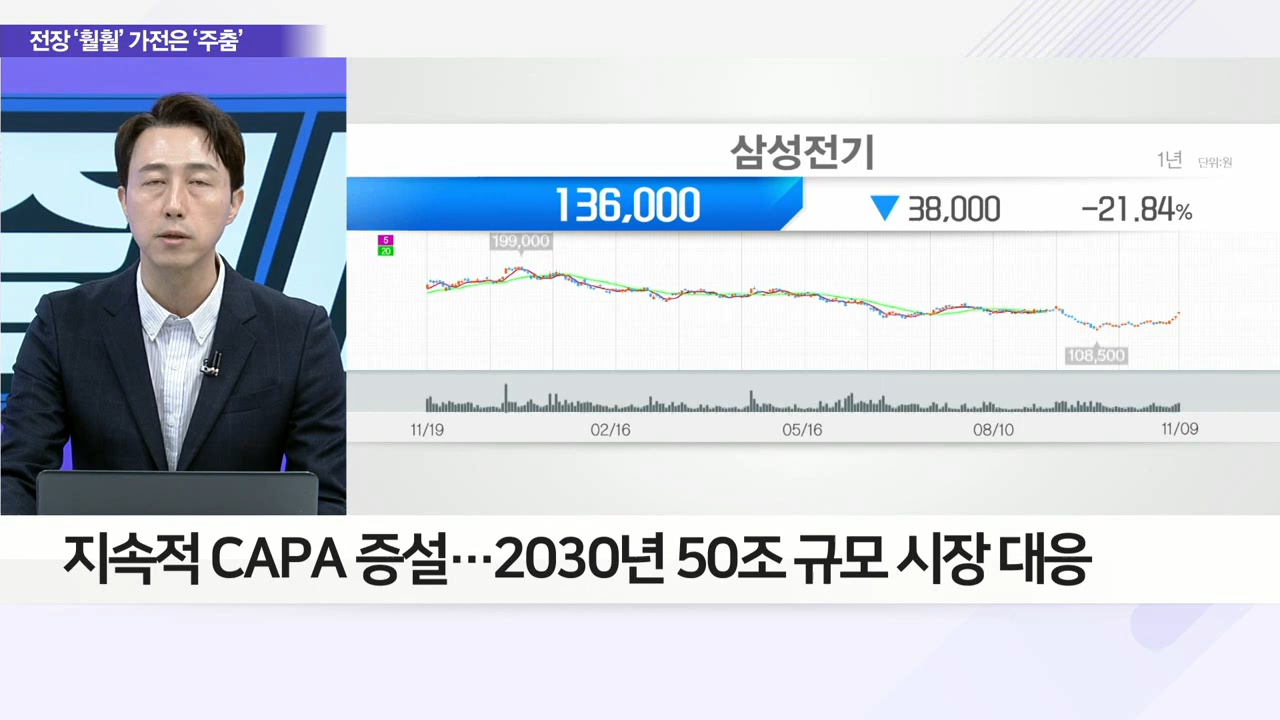 전장 ‘훨훨’ 가전은 ‘주춤’
삼성전기
1년 단위:원
136,000 ▼ 38,000 -21.84%
5
20
199,000
108,500
11/19 02/16 05/16 08/10 11/09
지속적 CAPA 증설…2030년 50조 규모 시장 대응